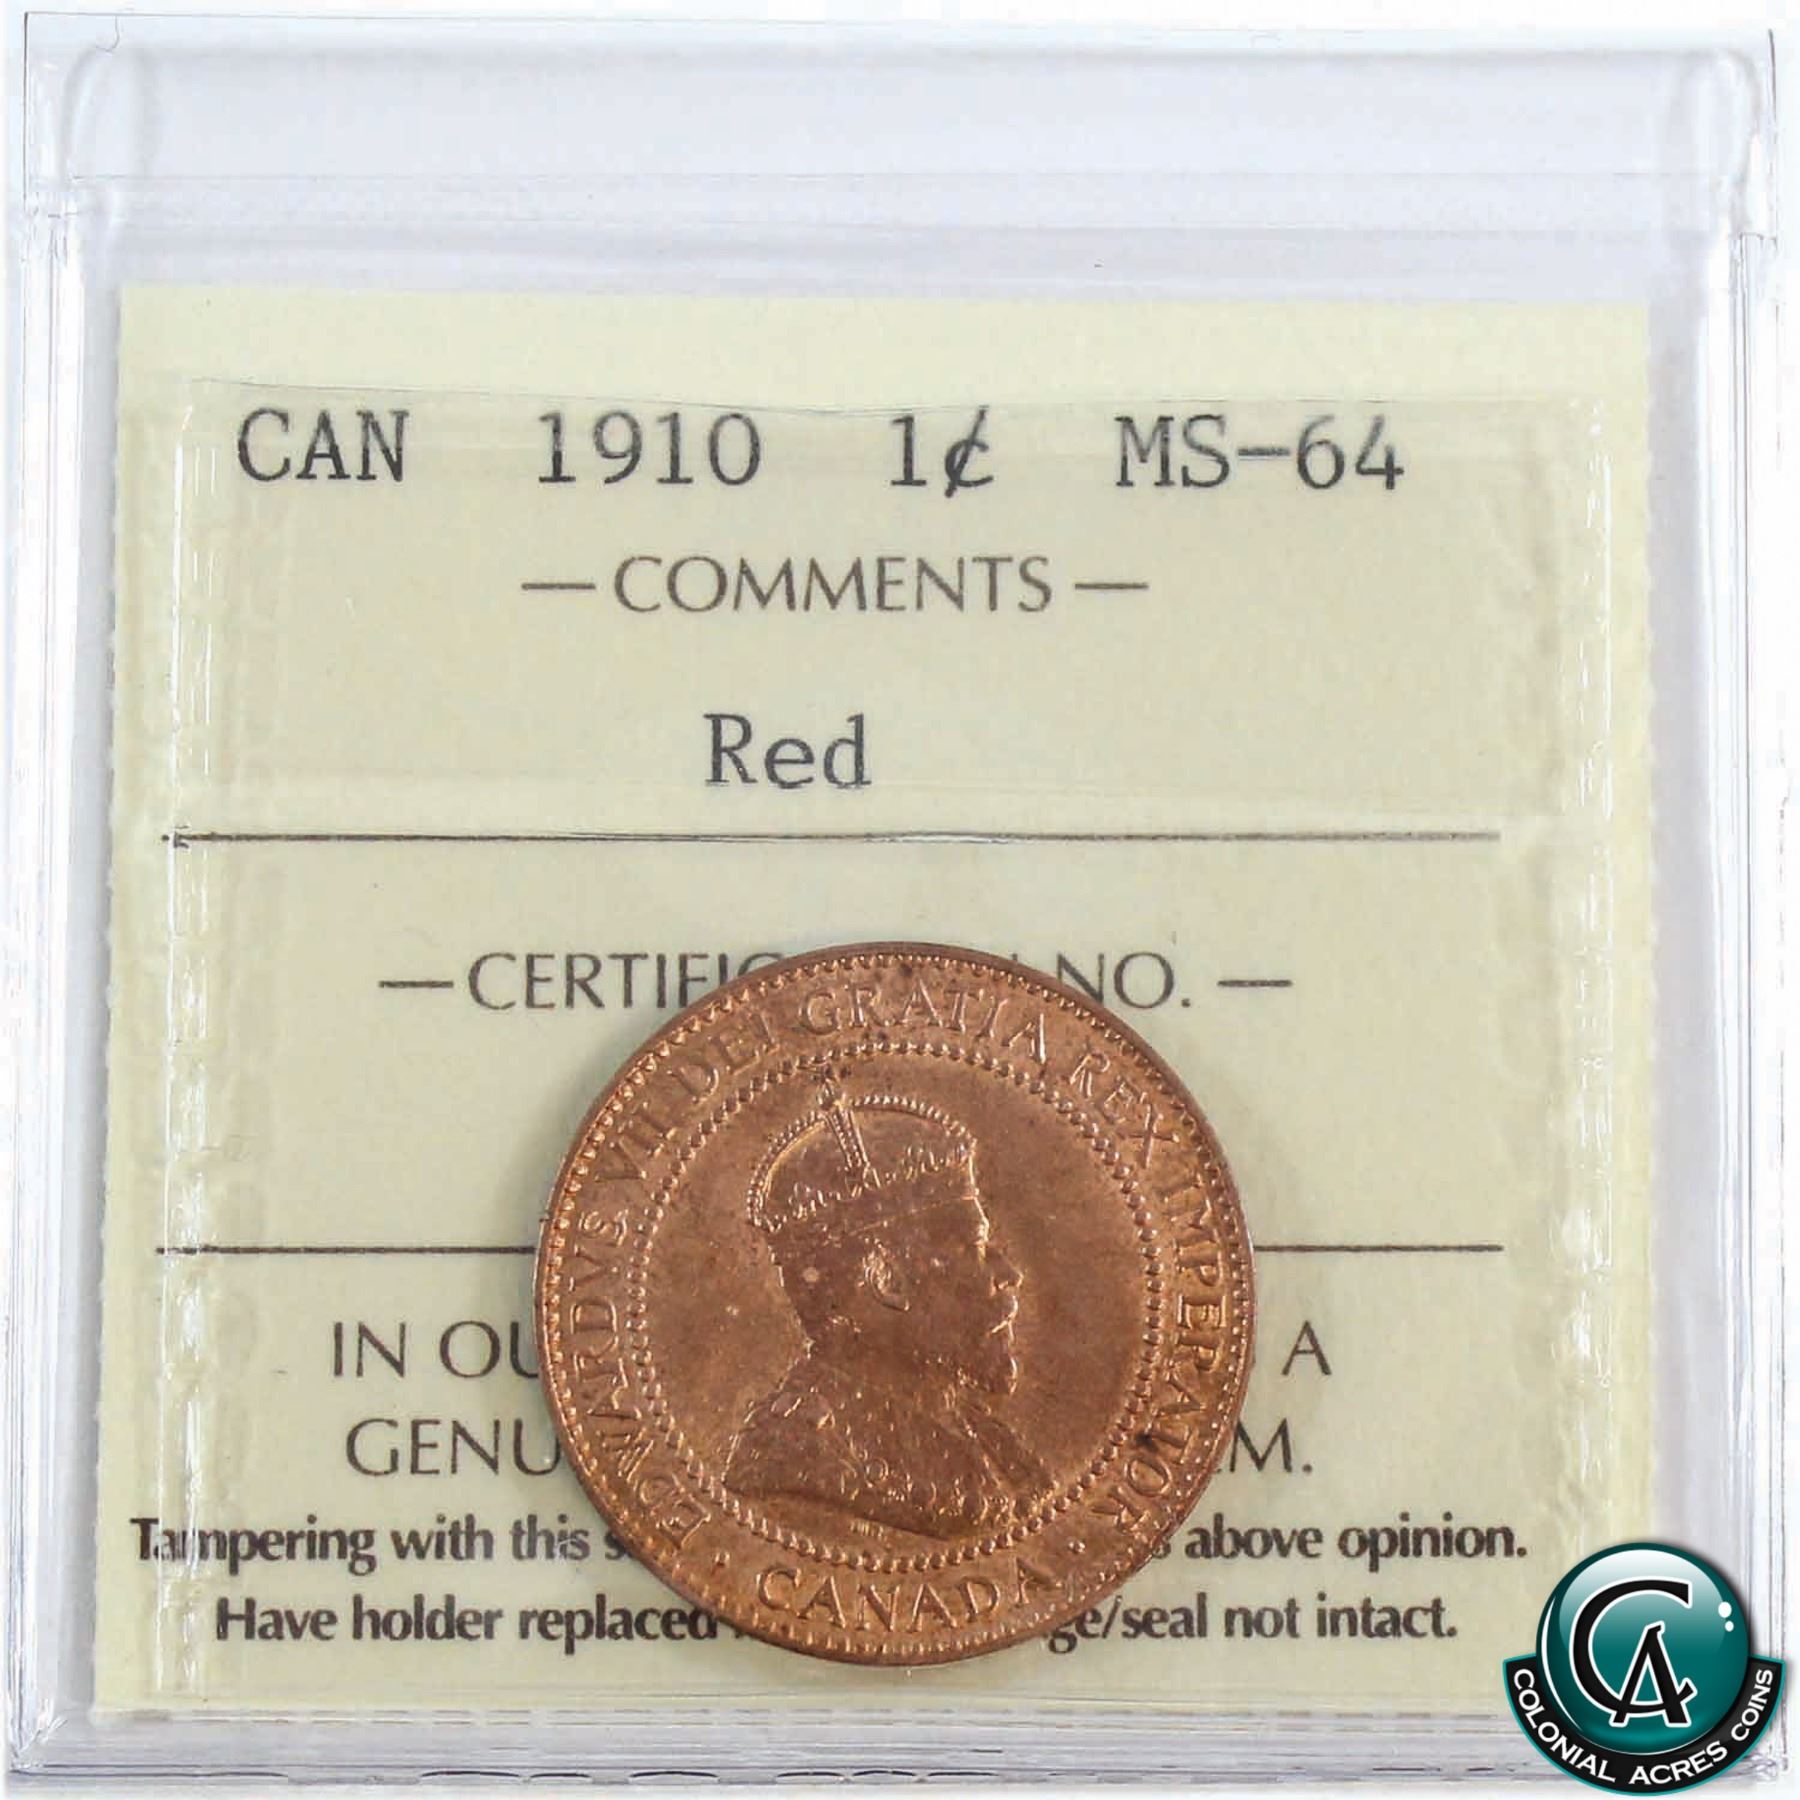 CAN 1910 1¢ MS-64
— COMMENTS —
Red
— CERTIFIC NO. —
IN OU A
GENU M.
Tampering with this s s above opinion.
Have holder replaced ge/seal not intact.
EDWARDVS VII DEI GRATIA REX IMPERATOR
· CANADA ·
CA
COLONIAL ACRES COINS